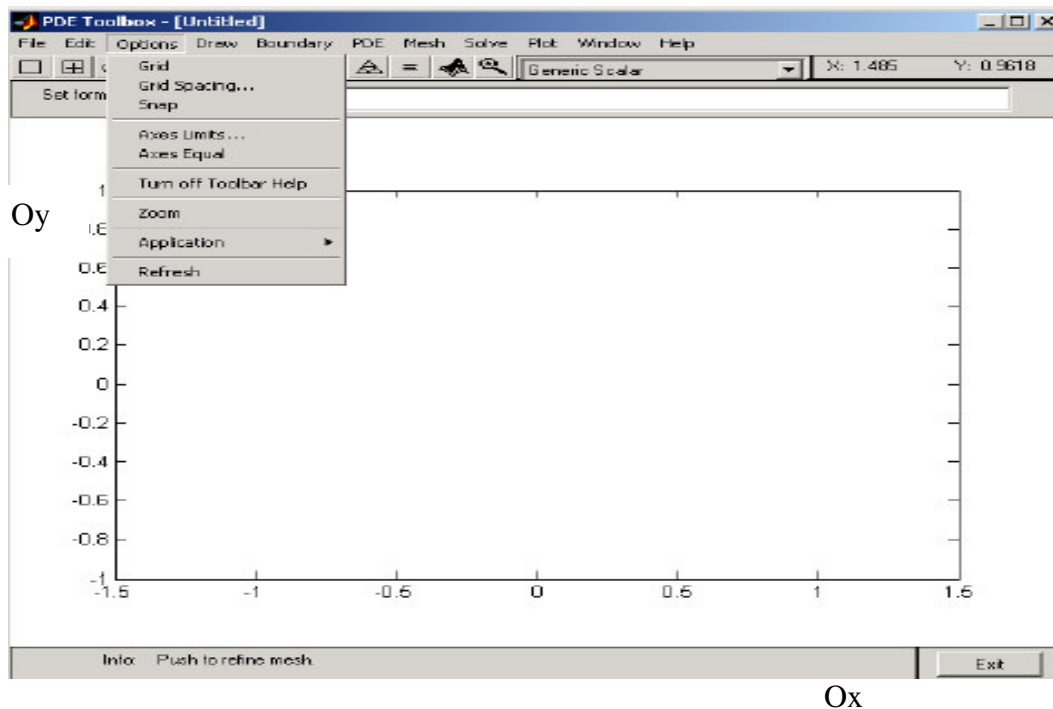 PDE Toolbox - [Untitled]
File Edit Options Draw Boundary PDE Mesh Solve Plot Window Help
Generic Scalar X: 1.485 Y: 0.9618
Set form
Grid
Grid Spacing...
Snap
Axes Limits...
Axes Equal
Turn off Toolbar Help
Zoom
Application
Refresh
Oy
0.6
0.4
0.2
0
-0.2
-0.4
-0.6
-0.8
-1
-1.5 -1 -0.5 0 0.5 1 1.5
Info: Push to refine mesh. Exit
Ox